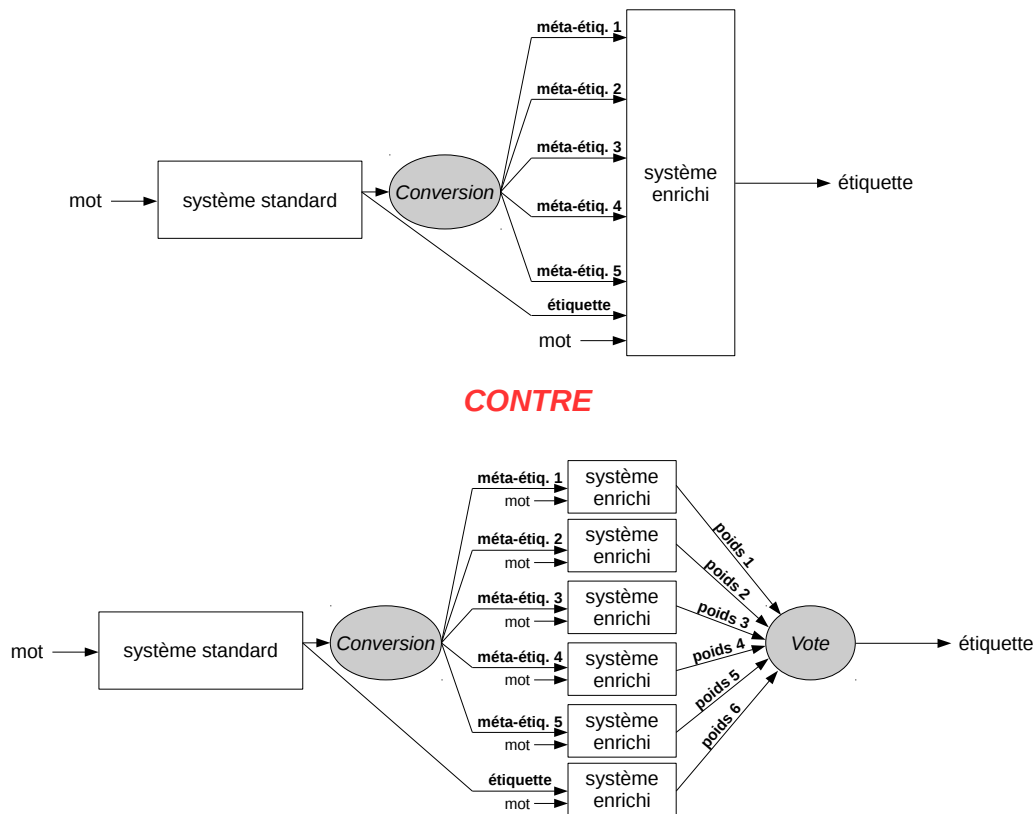 méta-étiq. 1
méta-étiq. 2
méta-étiq. 3
méta-étiq. 4
méta-étiq. 5
étiquette
mot
mot
système standard
Conversion
système
enrichi
étiquette
CONTRE
méta-étiq. 1
mot
système
enrichi
poids 1
méta-étiq. 2
mot
système
enrichi
poids 2
méta-étiq. 3
mot
système
enrichi
poids 3
mot
système standard
Conversion
méta-étiq. 4
mot
système
enrichi
poids 4
Vote
étiquette
méta-étiq. 5
mot
système
enrichi
poids 5
étiquette
mot
système
enrichi
poids 6